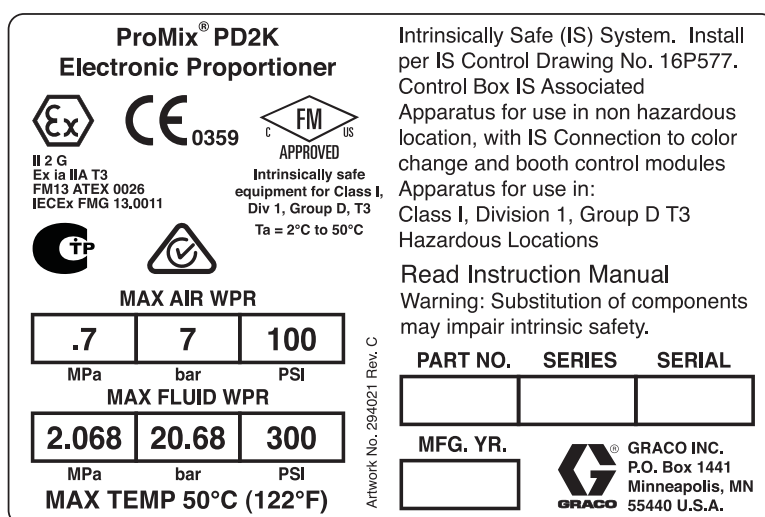 ProMix® PD2K
Electronic Proportioner
Ex
CE 0359
C FM US
APPROVED
II 2 G
Ex ia IIA T3
FM13 ATEX 0026
IECEx FMG 13.0011
Intrinsically safe
equipment for Class I,
Div 1, Group D, T3
Ta = 2°C to 50°C
MAX AIR WPR
.7 7 100
MPa bar PSI
MAX FLUID WPR
2.068 20.68 300
MPa bar PSI
MAX TEMP 50°C (122°F)
Artwork No. 294021 Rev. C
Intrinsically Safe (IS) System. Install
per IS Control Drawing No. 16P577.
Control Box IS Associated
Apparatus for use in non hazardous
location, with IS Connection to color
change and booth control modules
Apparatus for use in:
Class I, Division 1, Group D T3
Hazardous Locations
Read Instruction Manual
Warning: Substitution of components
may impair intrinsic safety.
PART NO. SERIES SERIAL
MFG. YR.
GRACO
®
GRACO INC.
P.O. Box 1441
Minneapolis, MN
55440 U.S.A.